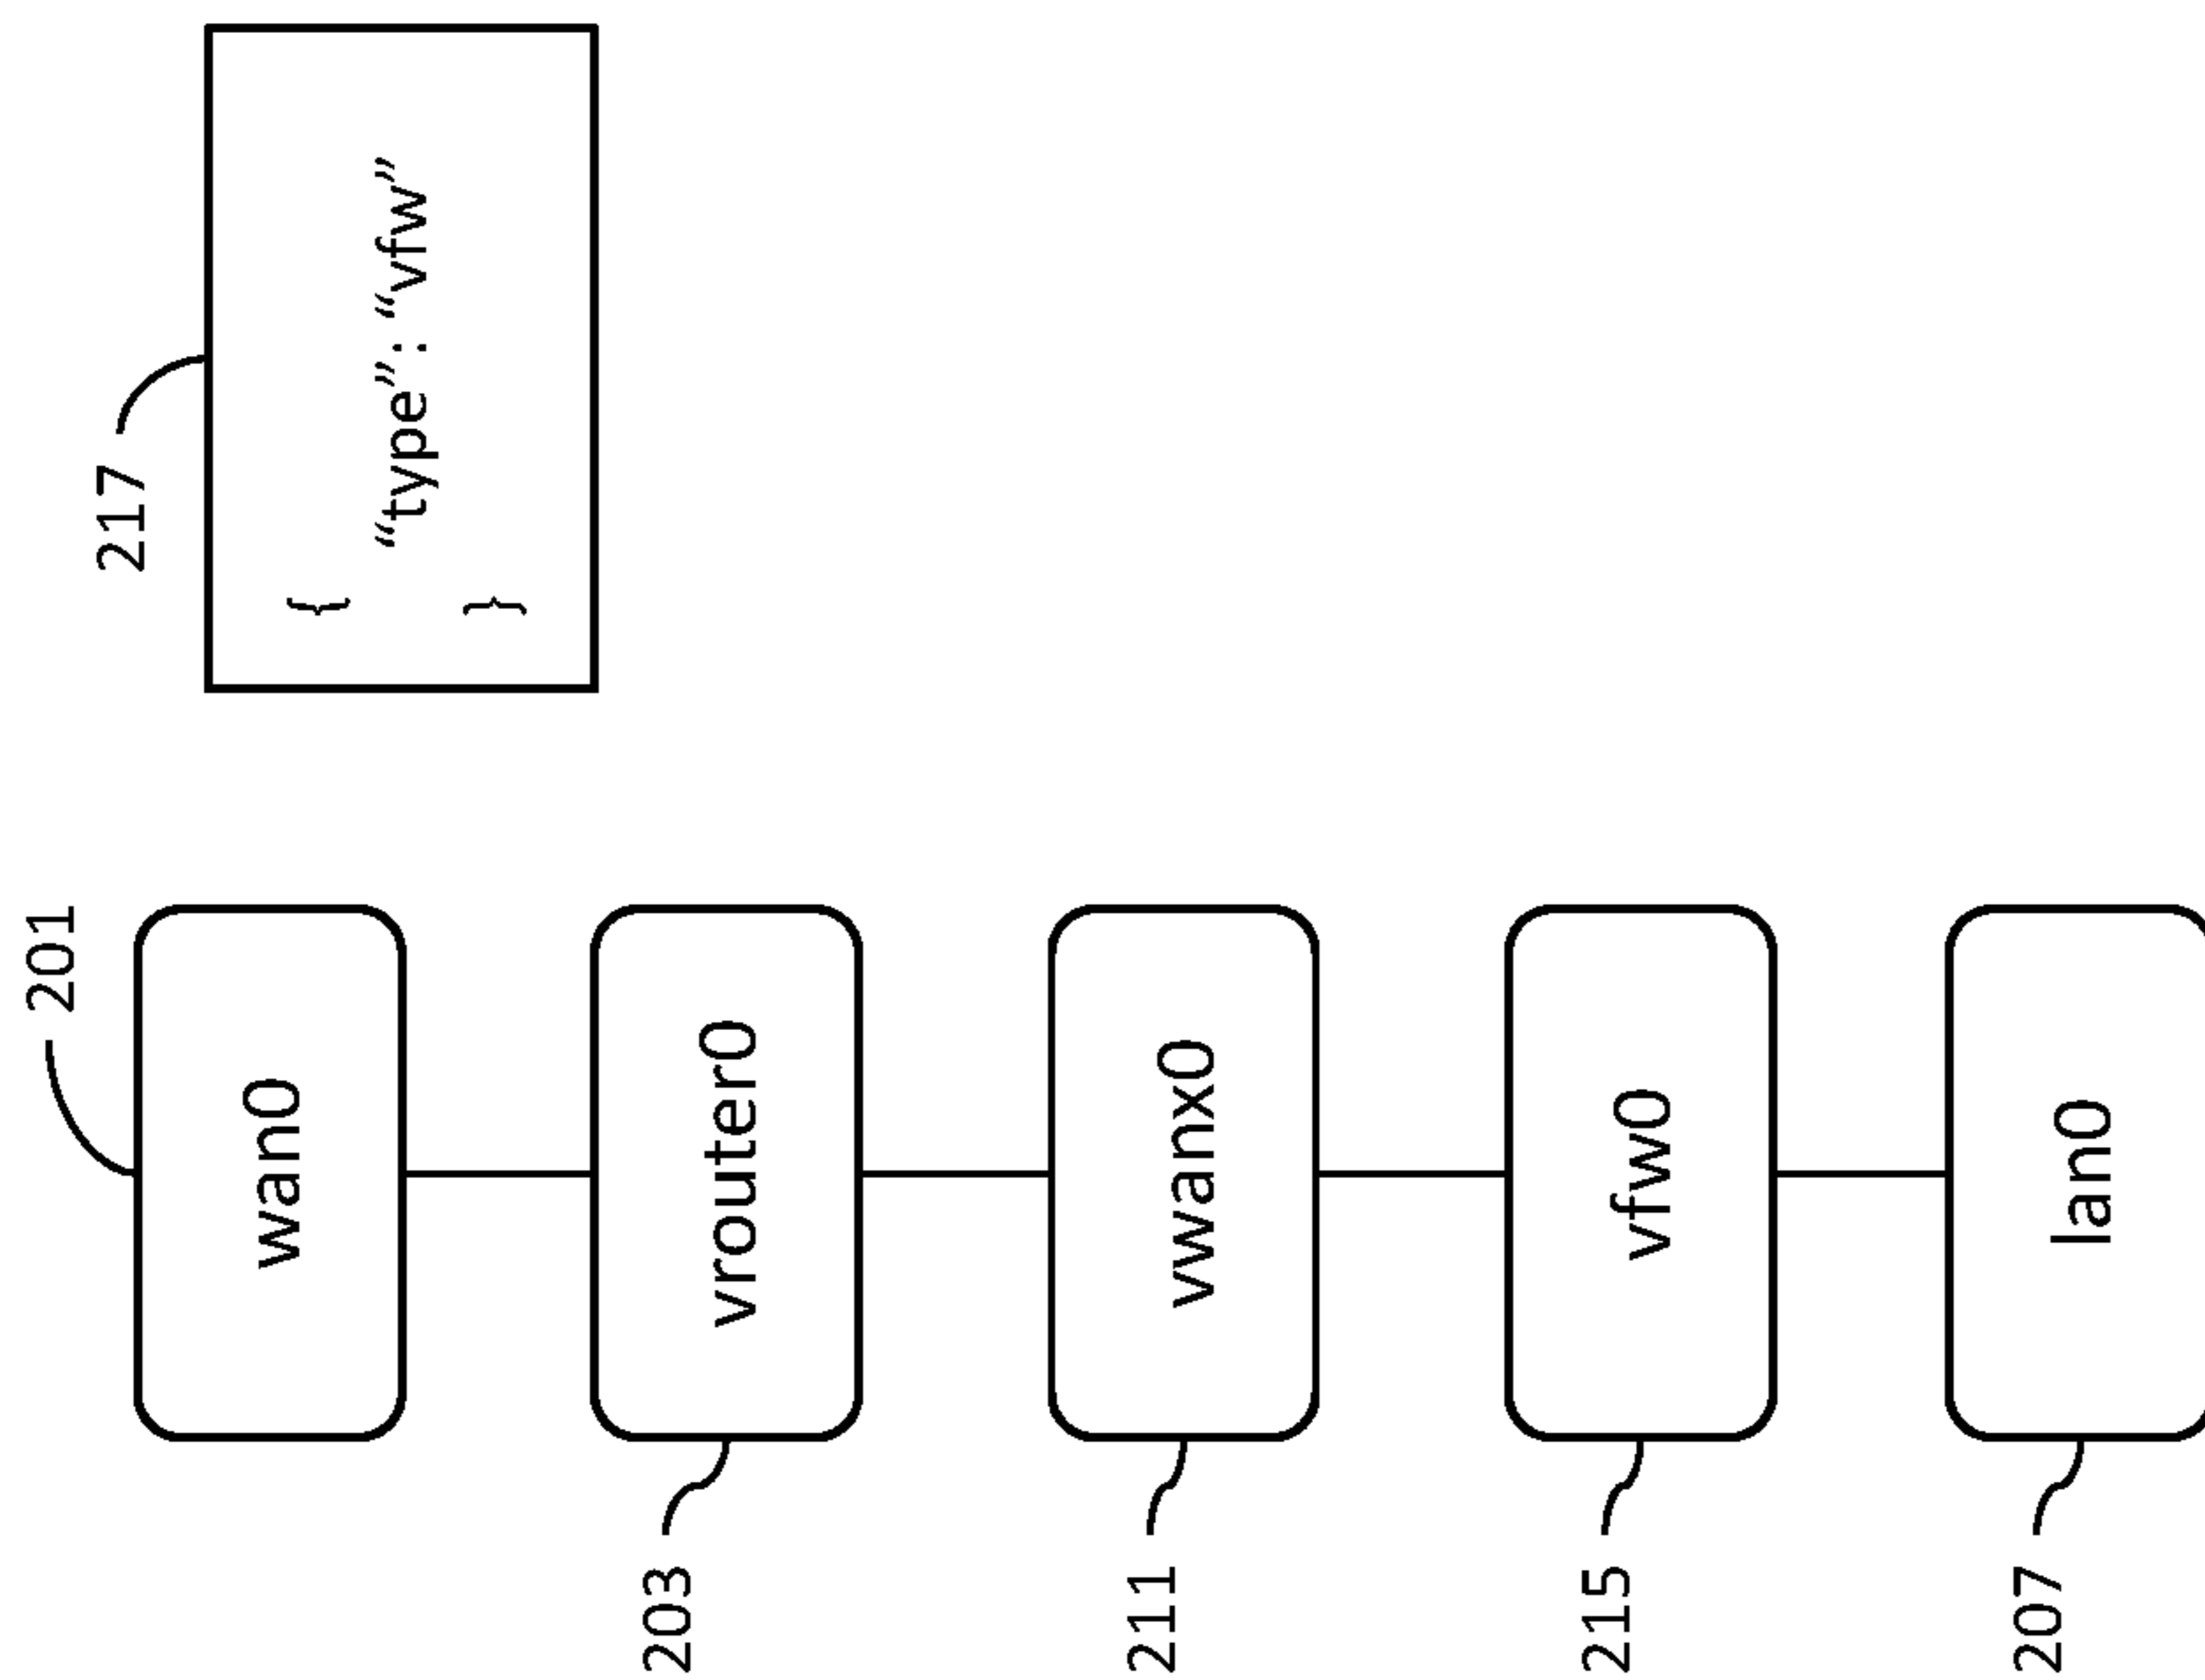 201
wan0
203
vrouter0
211
vwanx0
215
vfw0
207
lan0
217
{
“type”: “vfw”
}